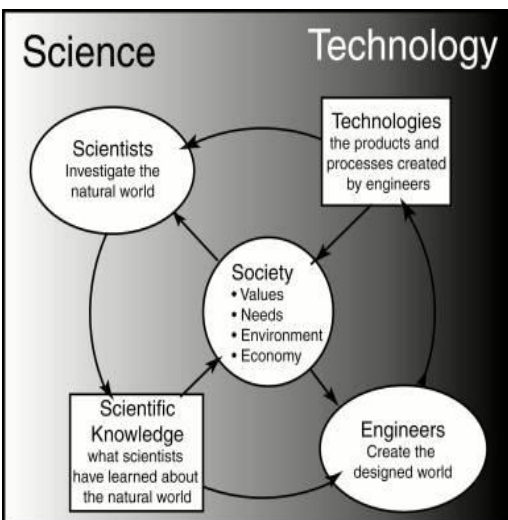 Science
Technology
Scientists
Investigate the
natural world
Technologies
the products and
processes created
by engineers
Society
• Values
• Needs
• Environment
• Economy
Scientific
Knowledge
what scientists
have learned about
the natural world
Engineers
Create the
designed world